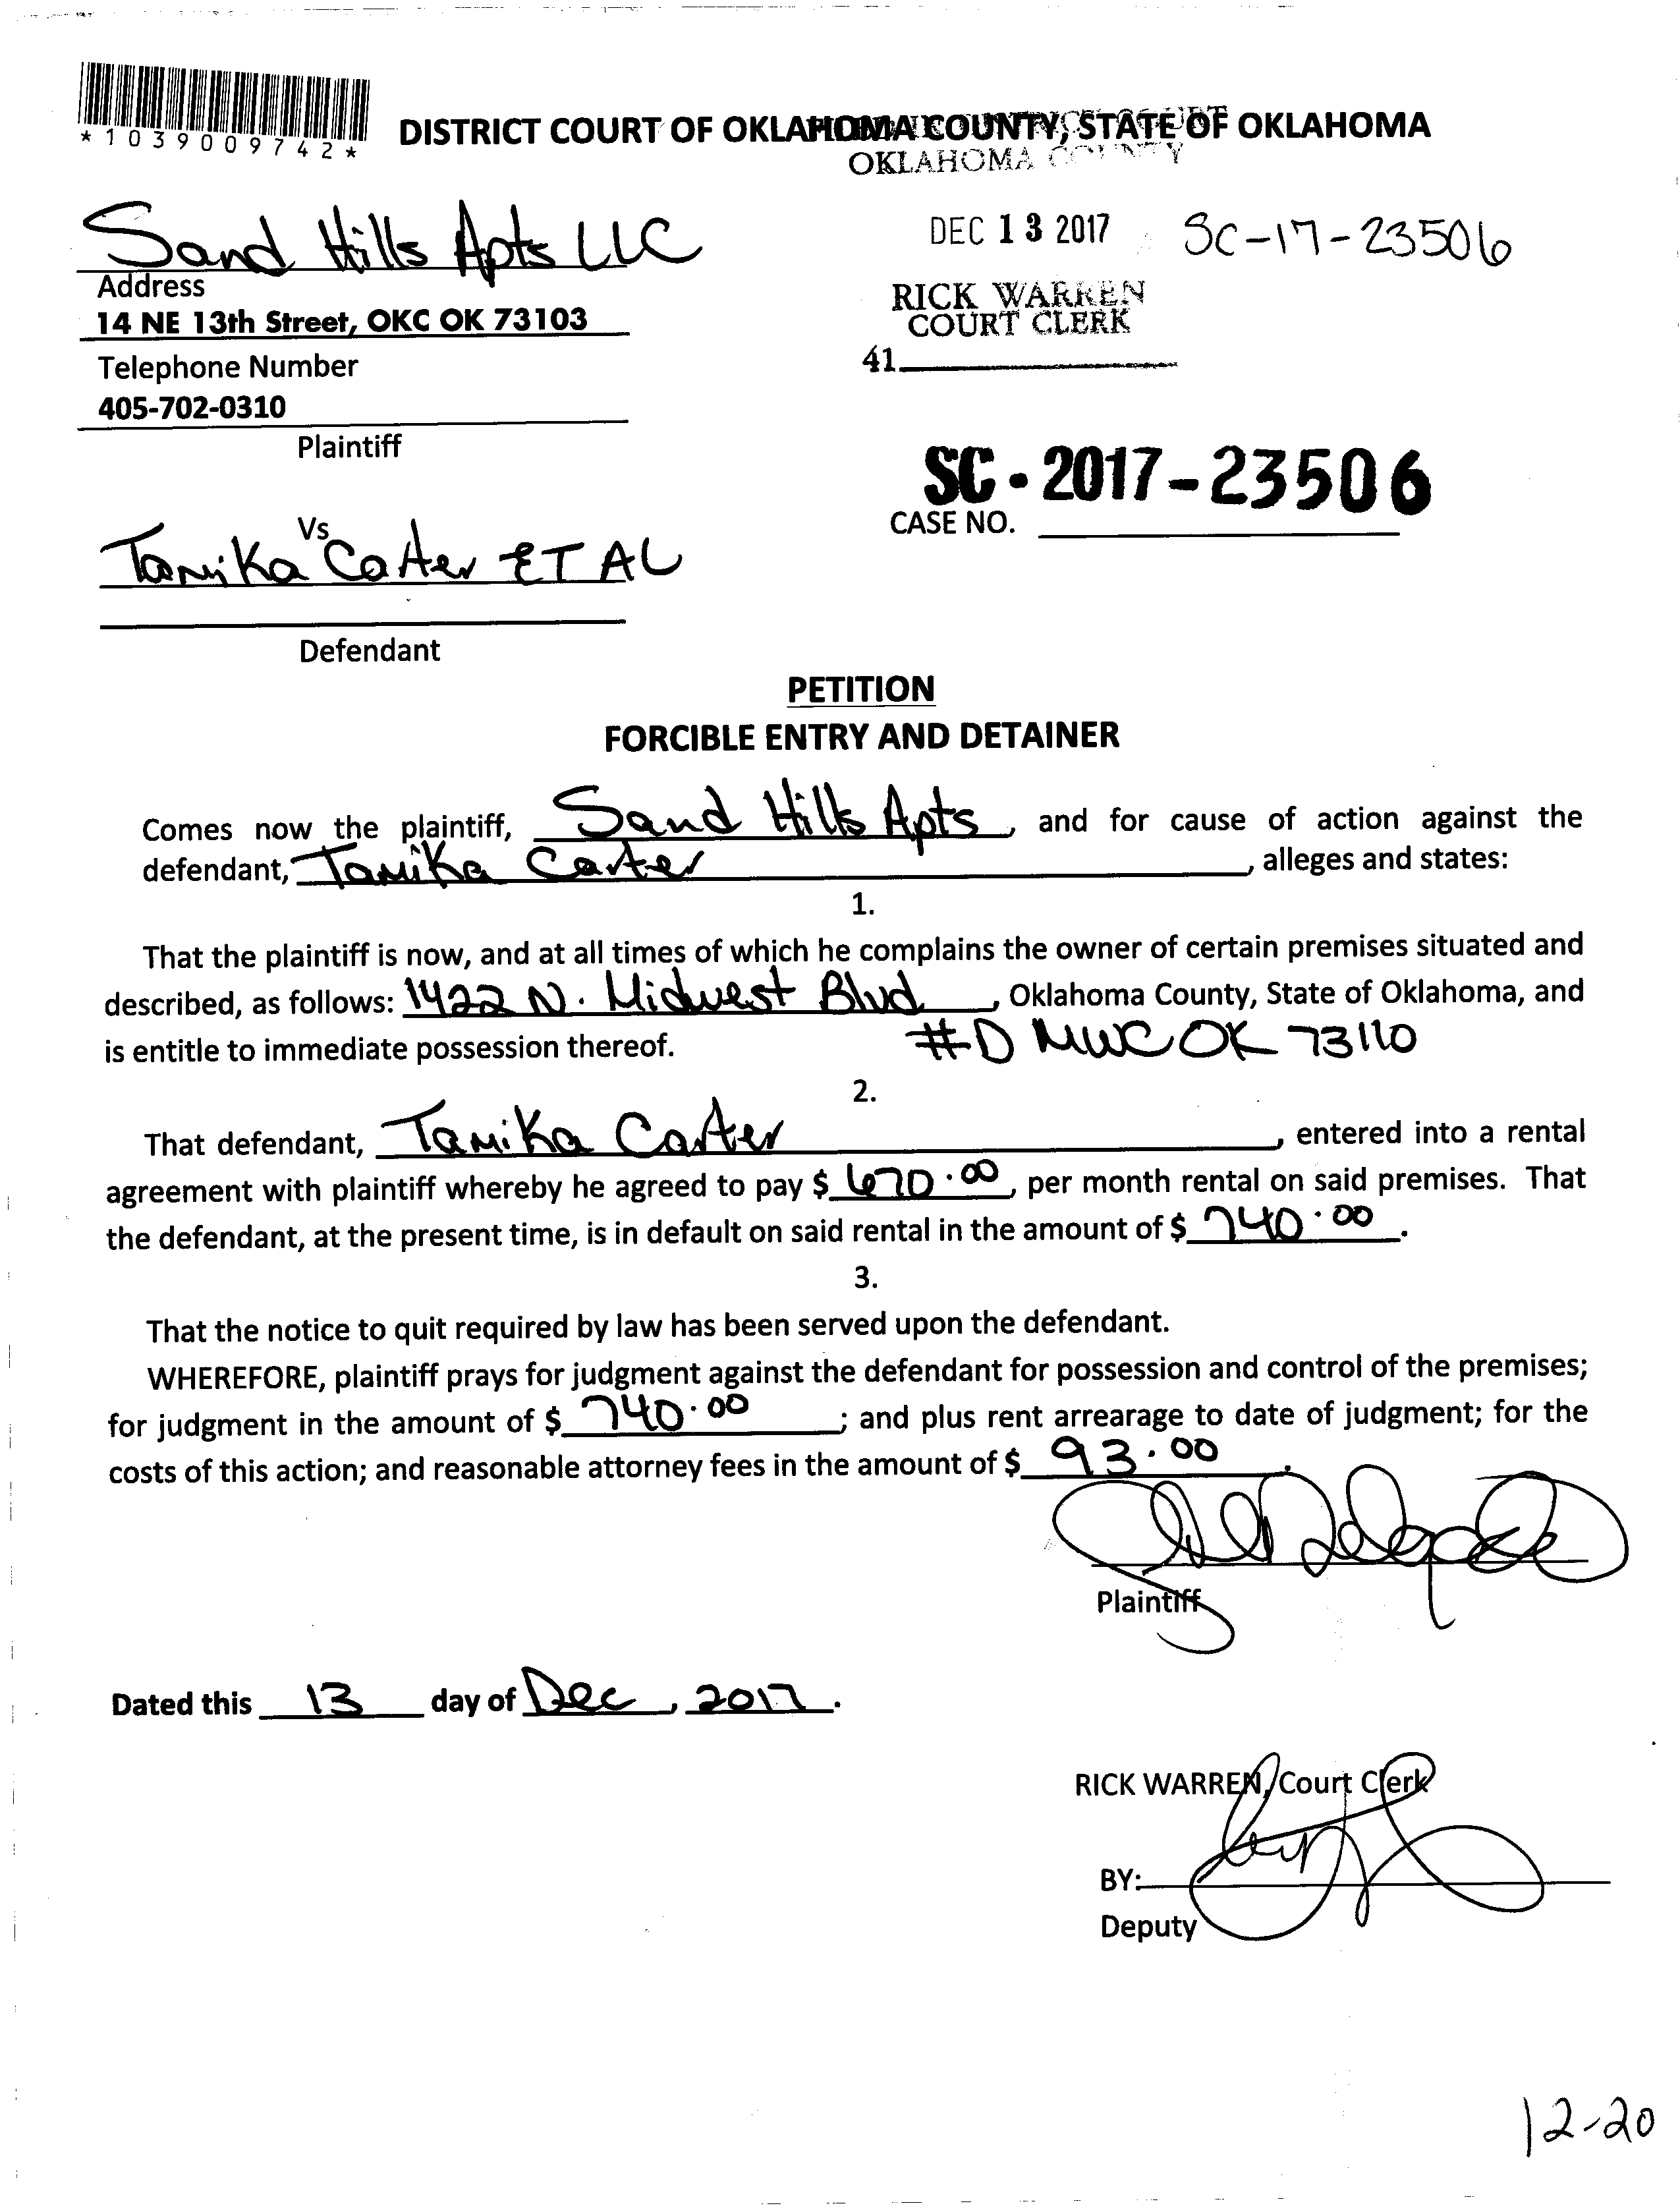 *1039009742*
DISTRICT COURT OF OKLAHOMA COUNTY, STATE OF OKLAHOMA
OKLAHOMA COUNTY
Sand Hills Apts LLC
DEC 13 2017 SC-17-23506
Address
14 NE 13th Street, OKC OK 73103
RICK WARREN
COURT CLERK
Telephone Number
41
405-702-0310
Plaintiff
SC-2017-23506
CASE NO.
Vs
Tamika Carter ET AL
Defendant
PETITION
FORCIBLE ENTRY AND DETAINER
Comes now the plaintiff, Sand Hills Apts, and for cause of action against the
defendant, Tamika Carter, alleges and states:
1.
That the plaintiff is now, and at all times of which he complains the owner of certain premises situated and
described, as follows: 1422 N. Midwest Blvd, Oklahoma County, State of Oklahoma, and
is entitle to immediate possession thereof. #D MWC OK 73110
2.
That defendant, Tamika Carter, entered into a rental
agreement with plaintiff whereby he agreed to pay $ 670.00, per month rental on said premises. That
the defendant, at the present time, is in default on said rental in the amount of $ 740.00.
3.
That the notice to quit required by law has been served upon the defendant.
WHEREFORE, plaintiff prays for judgment against the defendant for possession and control of the premises;
for judgment in the amount of $ 740.00; and plus rent arrearage to date of judgment; for the
costs of this action; and reasonable attorney fees in the amount of $ 93.00.
Plaintiff
Dated this 13 day of Dec, 2017.
RICK WARREN, Court Clerk
BY:
Deputy
12-20